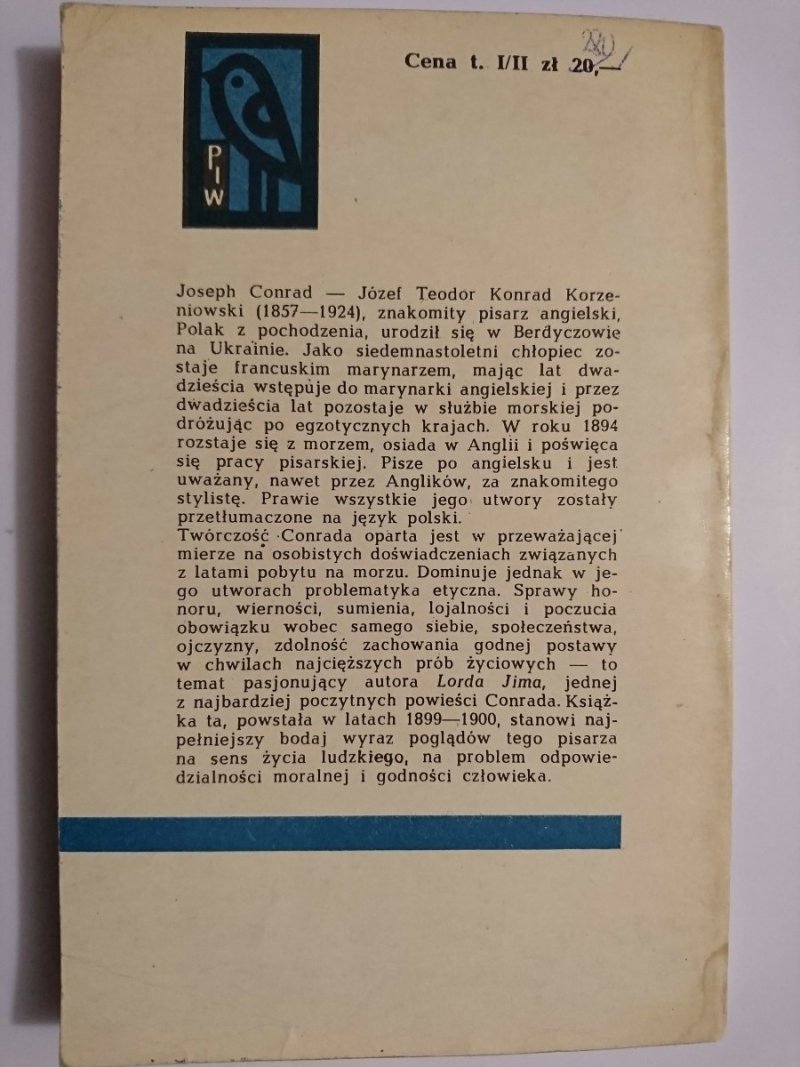 Cena t. I/II zł 20,—
P
I
W
Joseph Conrad — Józef Teodor Konrad Korze-
niowski (1857—1924), znakomity pisarz angielski,
Polak z pochodzenia, urodził się w Berdyczowie
na Ukrainie. Jako siedemnastoletni chłopiec zo-
staje francuskim marynarzem, mając lat dwa-
dzieścia wstępuje do marynarki angielskiej i przez
dwadzieścia lat pozostaje w służbie morskiej po-
dróżując po egzotycznych krajach. W roku 1894
rozstaje się z morzem, osiada w Anglii i poświęca
się pracy pisarskiej. Pisze po angielsku i jest
uważany, nawet przez Anglików, za znakomitego
stylistę. Prawie wszystkie jego utwory zostały
przetłumaczone na język polski.
Twórczość Conrada oparta jest w przeważającej
mierze na osobistych doświadczeniach związanych
z latami pobytu na morzu. Dominuje jednak w je-
go utworach problematyka etyczna. Sprawy ho-
noru, wierności, sumienia, lojalności i poczucia
obowiązku wobec samego siebie, społeczeństwa,
ojczyzny, zdolność zachowania godnej postawy
w chwilach najcięższych prób życiowych — to
temat pasjonujący autora Lorda Jima, jednej
z najbardziej poczytnych powieści Conrada. Książ-
ka ta, powstała w latach 1899—1900, stanowi naj-
pełniejszy bodaj wyraz poglądów tego pisarza
na sens życia ludzkiego, na problem odpowie-
dzialności moralnej i godności człowieka.